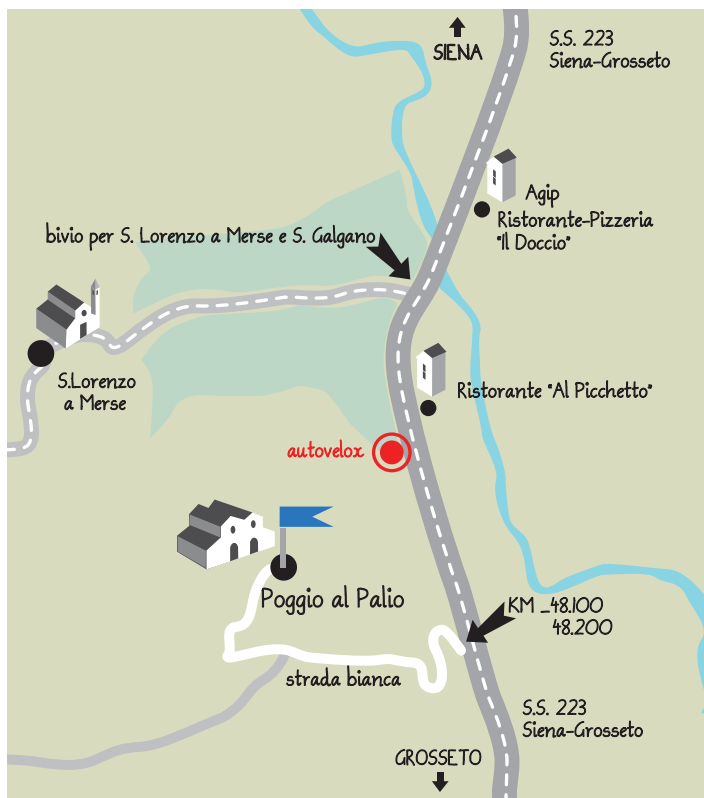 SIENA
S.S. 223
Siena-Grosseto
Agip
Ristorante-Pizzeria
"Il Doccio"
bivio per S. Lorenzo a Merse e S. Galgano
S.Lorenzo
a Merse
Ristorante "Al Picchetto"
autovelox
Poggio al Palio
KM _48.100
48.200
strada bianca
S.S. 223
Siena-Grosseto
GROSSETO